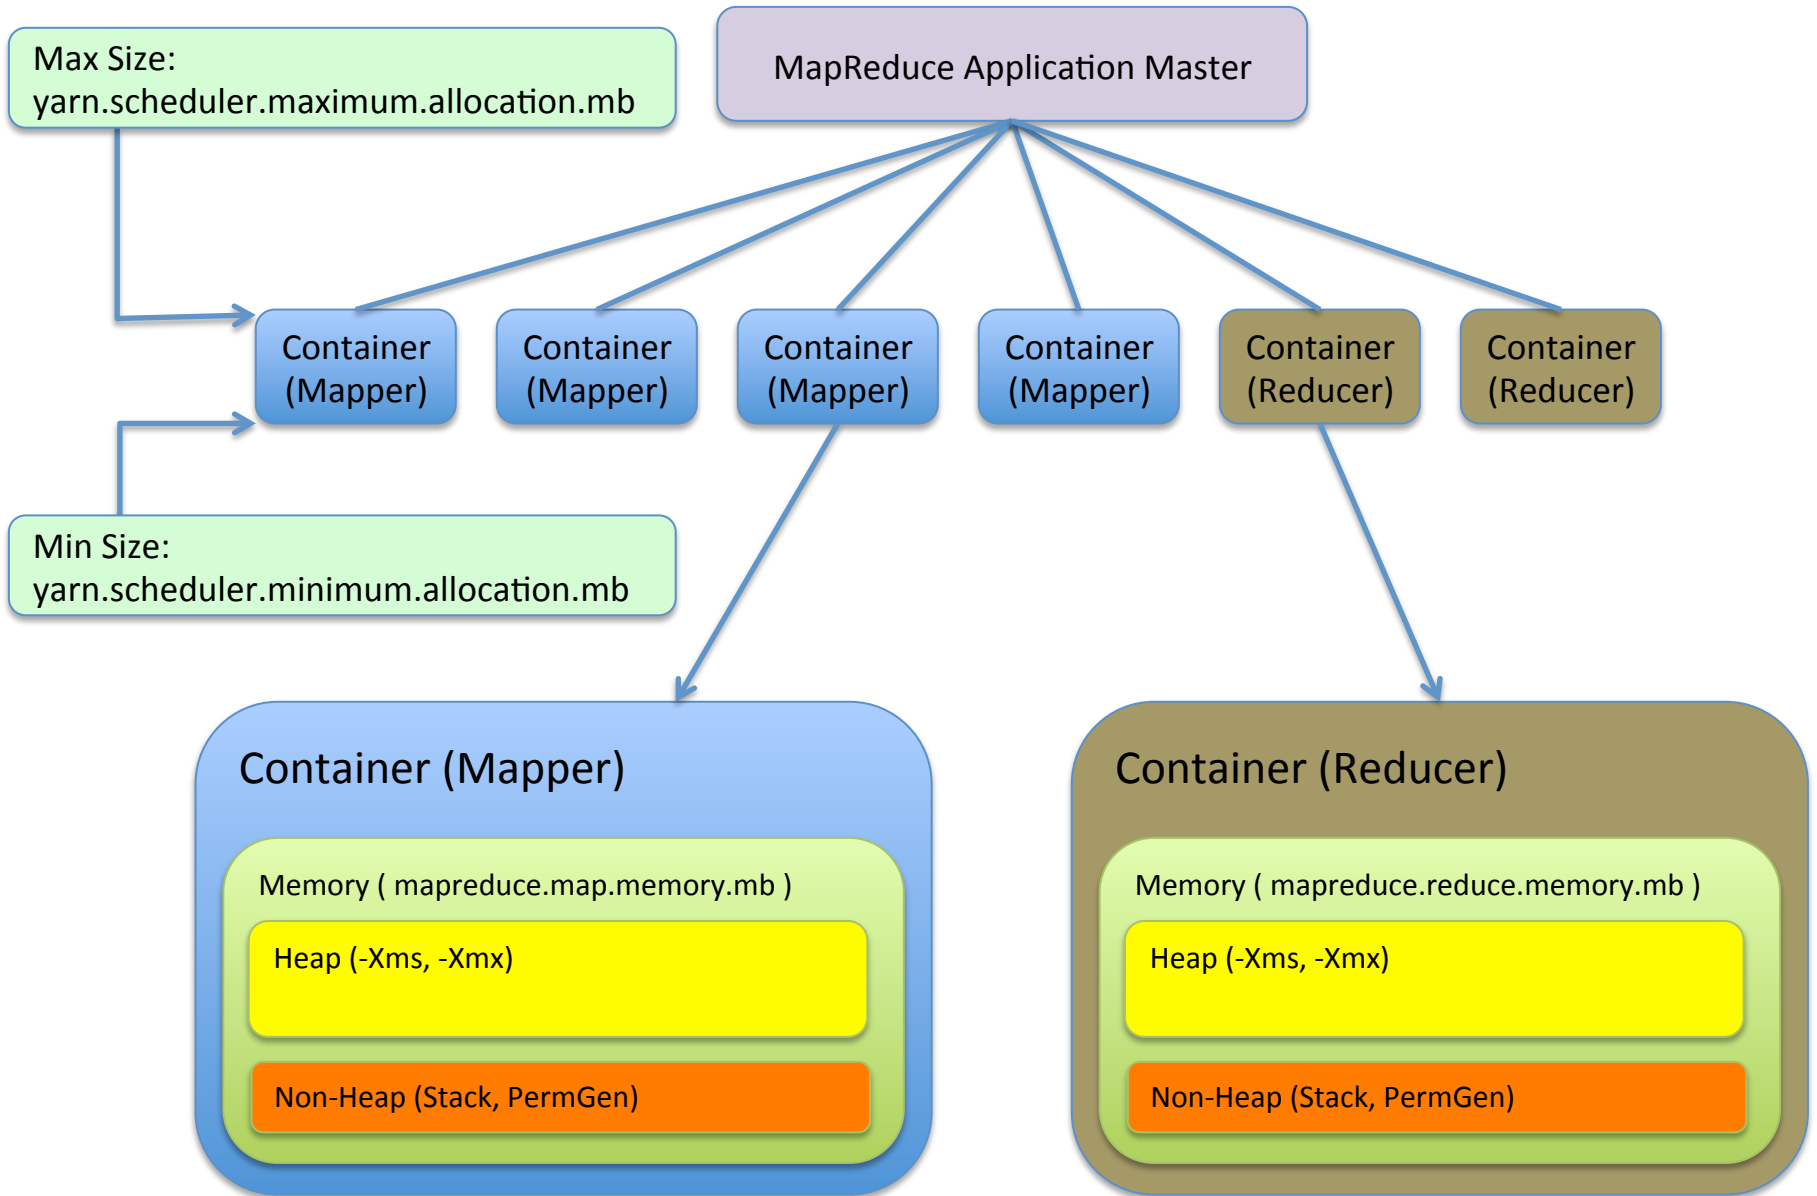 Max Size:
yarn.scheduler.maximum.allocation.mb
MapReduce Application Master
Container
(Mapper)
Container
(Mapper)
Container
(Mapper)
Container
(Mapper)
Container
(Reducer)
Container
(Reducer)
Min Size:
yarn.scheduler.minimum.allocation.mb
Container (Mapper)
Memory ( mapreduce.map.memory.mb )
Heap (-Xms, -Xmx)
Non-Heap (Stack, PermGen)
Container (Reducer)
Memory ( mapreduce.reduce.memory.mb )
Heap (-Xms, -Xmx)
Non-Heap (Stack, PermGen)